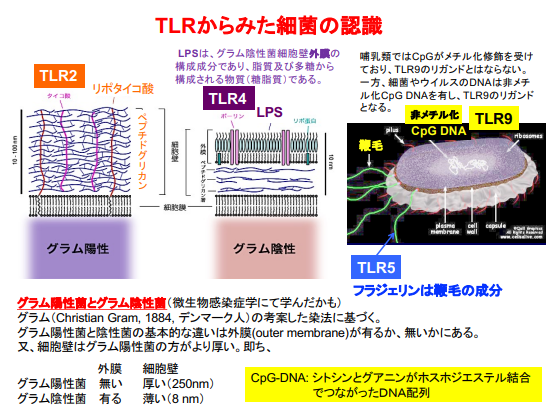 TLRからみた細菌の認識
LPSは、グラム陰性菌細胞壁外膜の
構成成分であり、脂質及び多糖から
構成される物質(糖脂質)である。
哺乳類ではCpGがメチル化修飾を受け
ており、TLR9のリガンドとはならない。
一方、細菌やウイルスのDNAは非メチ
ル化CpG DNAを有し、TLR9のリガンド
となる。
TLR2
リポタイコ酸
タイコ酸
ペプチドグリカン
10 - 100 nm
グラム陽性
TLR4
LPS
ポーリン
リポ蛋白
細胞壁
外膜
ペプチドグリカン層
細胞膜
10 nm
グラム陰性
非メチル化
CpG DNA
TLR9
鞭毛
pilus
ribosomes
plasma
membrane
cell
wall
capsule
www.cellsalive.com
TLR5
フラジェリンは鞭毛の成分
グラム陽性菌とグラム陰性菌(微生物感染症学にて学んだかも)
グラム(Christian Gram, 1884, デンマーク人)の考案した染法に基づく。
グラム陽性菌と陰性菌の基本的な違いは外膜(outer membrane)が有るか、無いかにある。
又、細胞壁はグラム陽性菌の方がより厚い。即ち、
外膜 細胞壁
グラム陽性菌 無い 厚い(250nm)
グラム陰性菌 有る 薄い(8 nm)
CpG-DNA: シトシンとグアニンがホスホジエステル結合
でつながったDNA配列